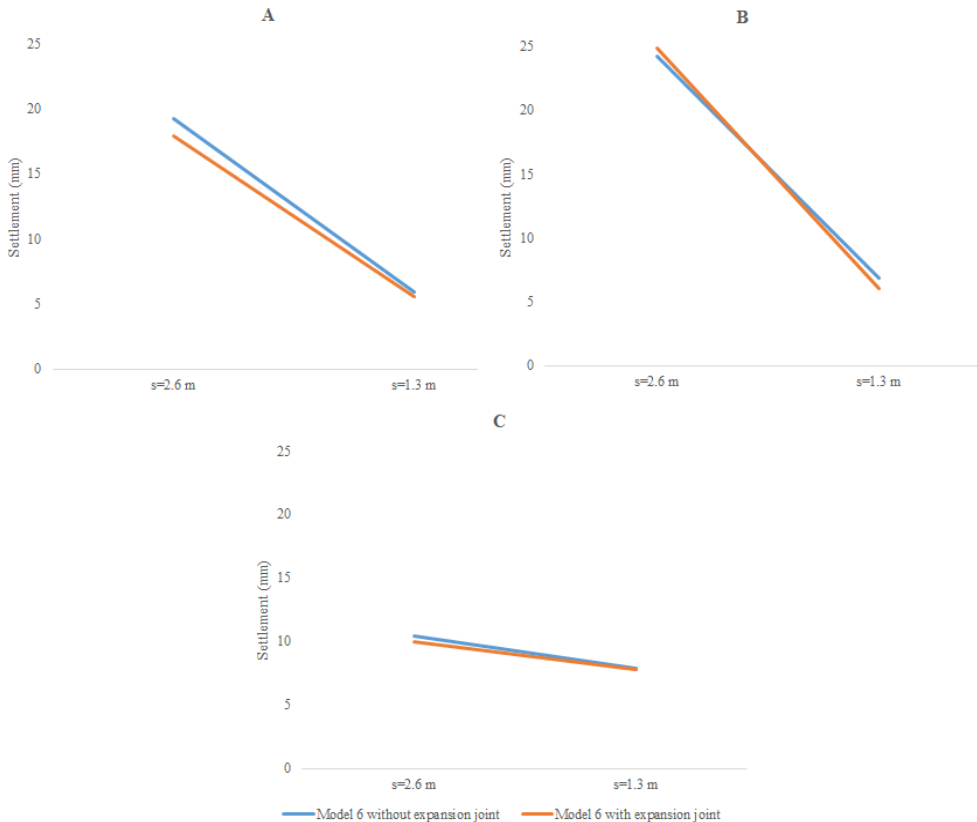 A
25
20
15
10
5
0
Settlement (mm)
s=2.6 m
s=1.3 m
B
25
20
15
10
5
0
Settlement (mm)
s=2.6 m
s=1.3 m
C
25
20
15
10
5
0
Settlement (mm)
s=2.6 m
s=1.3 m
Model 6 without expansion joint
Model 6 with expansion joint